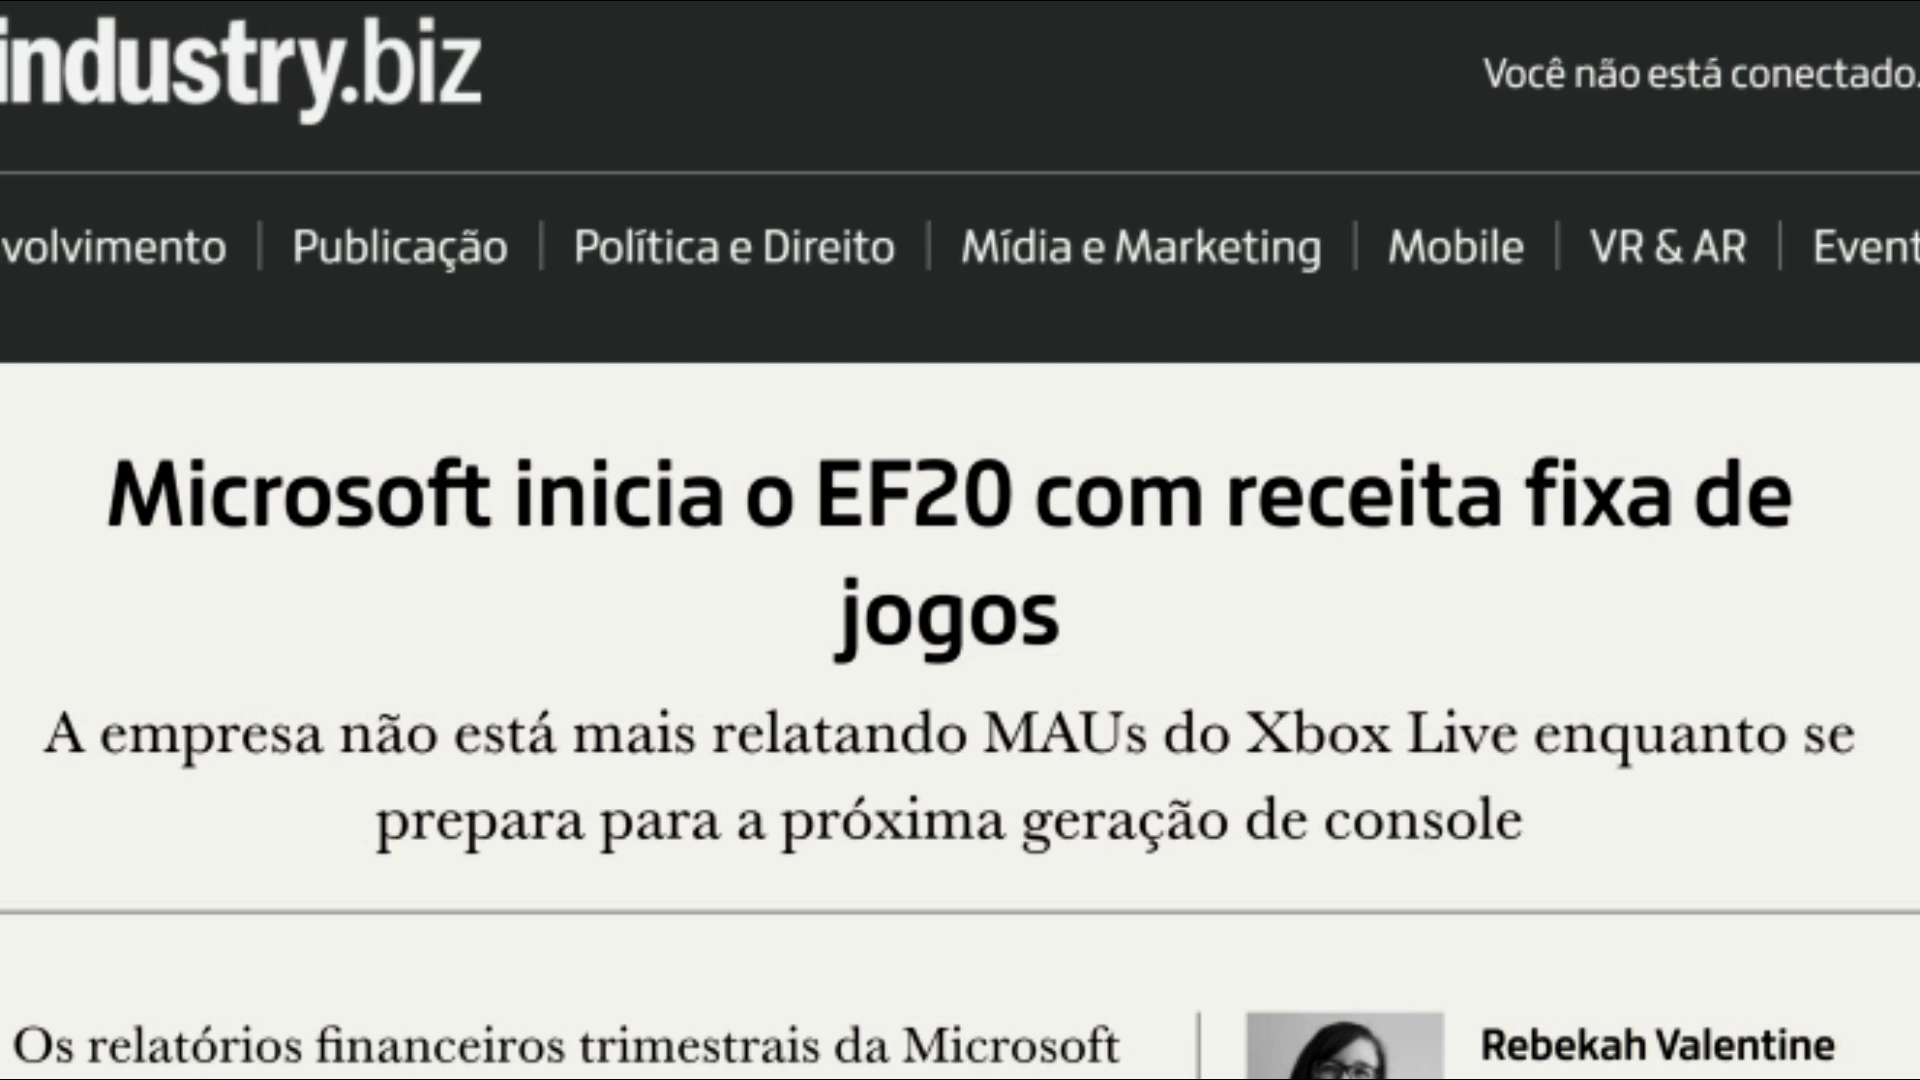 industry.biz
Você não está conectado.
volvimento | Publicação | Política e Direito | Mídia e Marketing | Mobile | VR & AR | Event
Microsoft inicia o EF20 com receita fixa de
jogos
A empresa não está mais relatando MAUs do Xbox Live enquanto se
prepara para a próxima geração de console
Os relatórios financeiros trimestrais da Microsoft
Rebekah Valentine